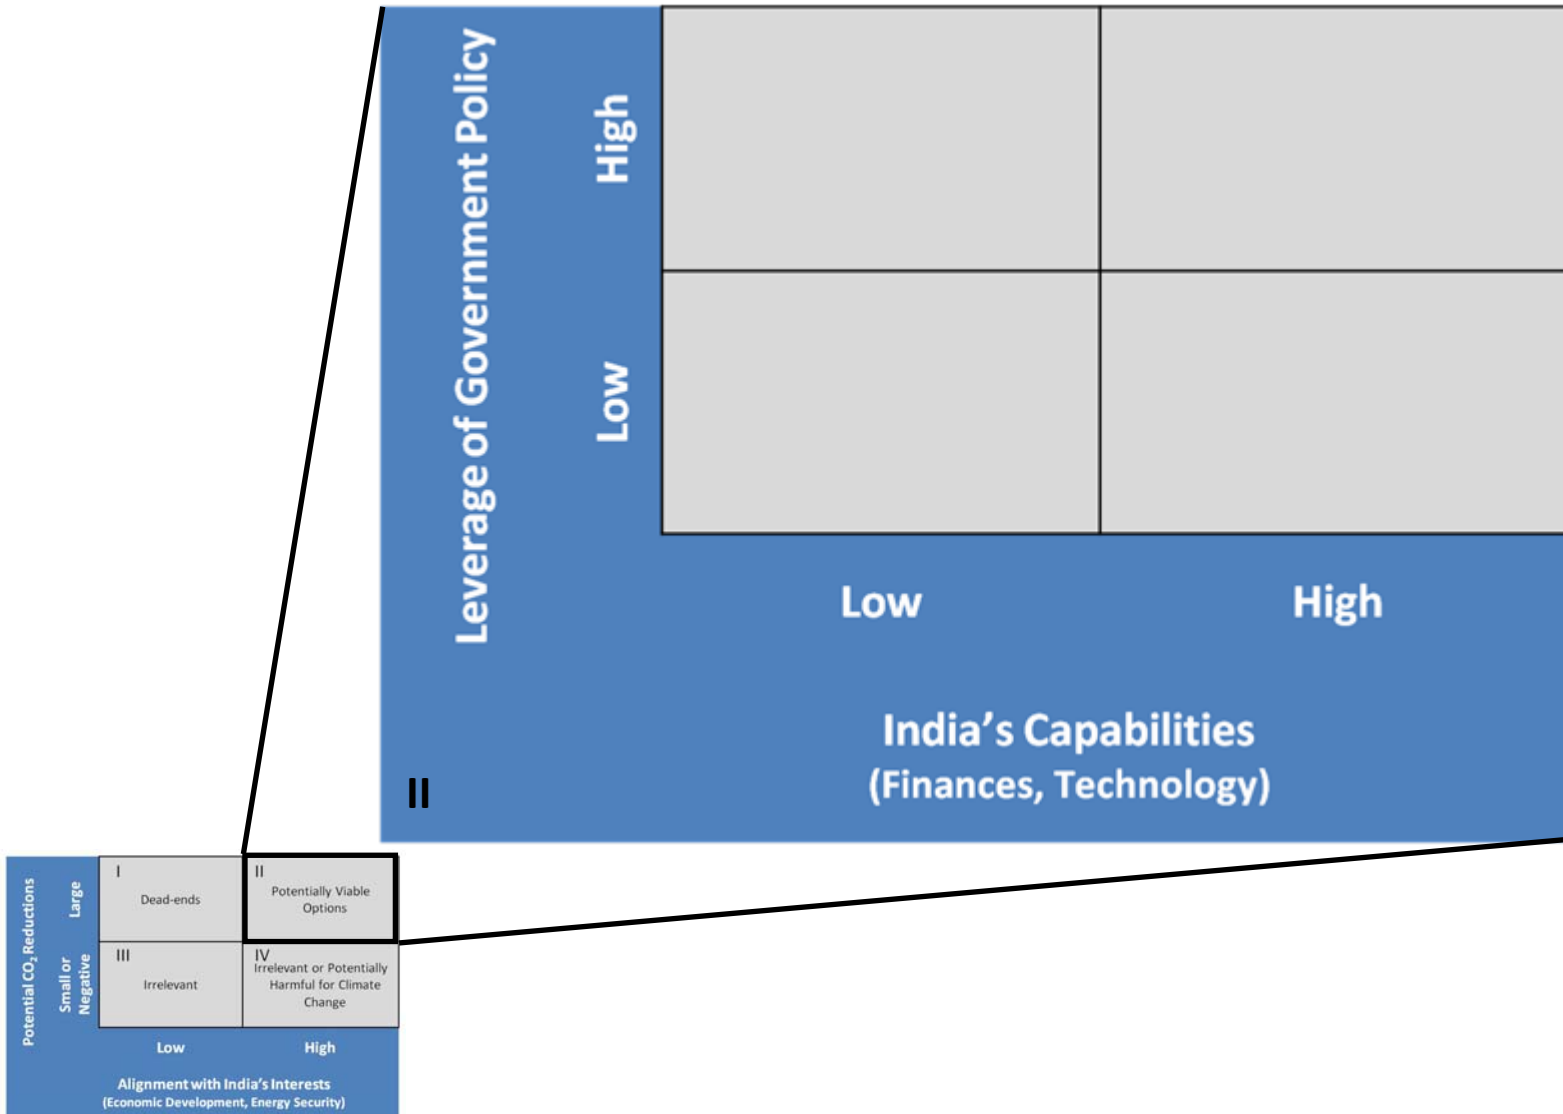 Leverage of Government Policy
High
Low
Low
High
India’s Capabilities
(Finances, Technology)
II
Potential CO₂ Reductions
Large
Small or
Negative
I
Dead-ends
II
Potentially Viable
Options
III
Irrelevant
IV
Irrelevant or Potentially
Harmful for Climate
Change
Low
High
Alignment with India’s Interests
(Economic Development, Energy Security)